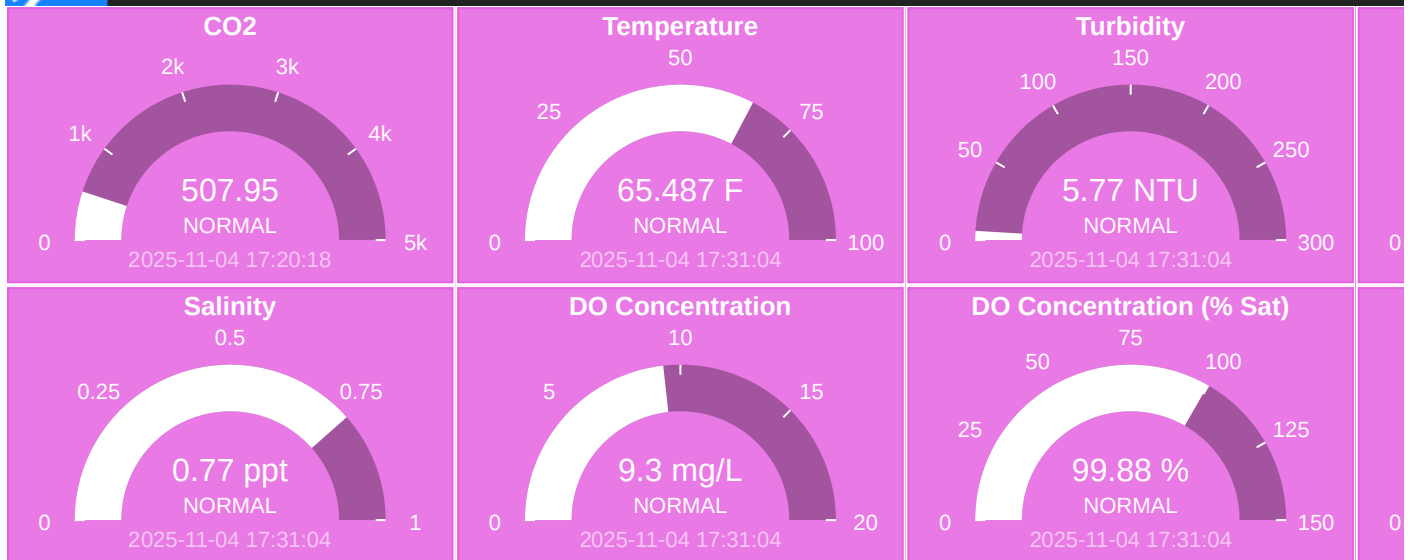 CO2
2k
3k
1k
4k
507.95
NORMAL
0
5k
2025-11-04 17:20:18
Temperature
50
25
75
65.487 F
NORMAL
0
100
2025-11-04 17:31:04
Turbidity
150
100
200
50
250
5.77 NTU
NORMAL
0
300
2025-11-04 17:31:04
0
Salinity
0.5
0.25
0.75
0.77 ppt
NORMAL
0
1
2025-11-04 17:31:04
DO Concentration
10
5
15
9.3 mg/L
NORMAL
0
20
2025-11-04 17:31:04
DO Concentration (% Sat)
75
50
100
25
125
99.88 %
NORMAL
0
150
2025-11-04 17:31:04
0